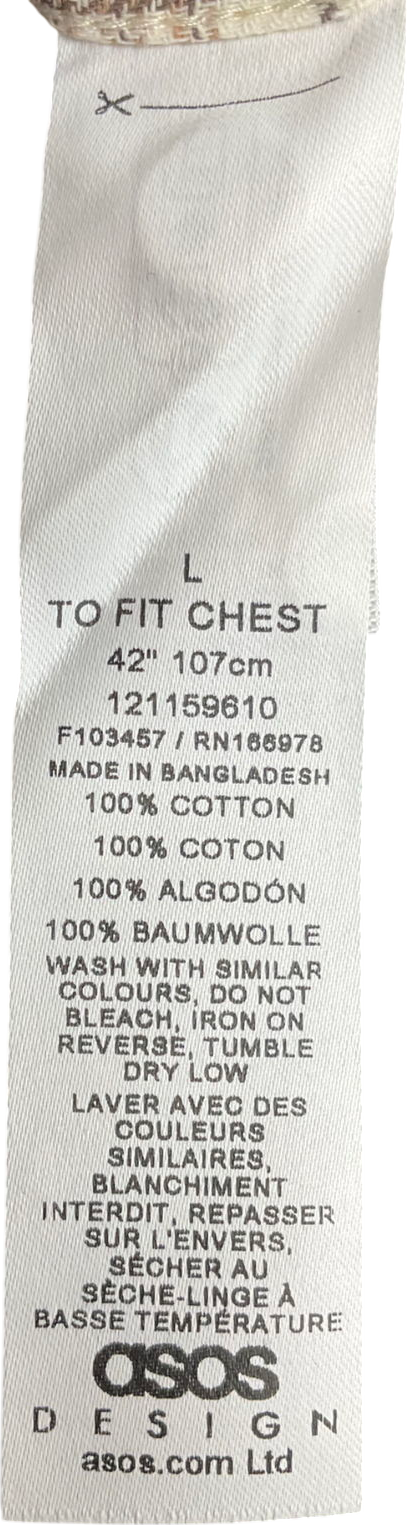 L
TO FIT CHEST
42" 107cm
121159610
F103457 / RN166978
MADE IN BANGLADESH
100% COTTON
100% COTON
100% ALGODÓN
100% BAUMWOLLE
WASH WITH SIMILAR
COLOURS, DO NOT
BLEACH, IRON ON
REVERSE, TUMBLE
DRY LOW
LAVER AVEC DES
COULEURS
SIMILAIRES,
BLANCHIMENT
INTERDIT, REPASSER
SUR L'ENVERS,
SÉCHER AU
SÈCHE-LINGE À
BASSE TEMPÉRATURE
asos
DESIGN
asos.com Ltd